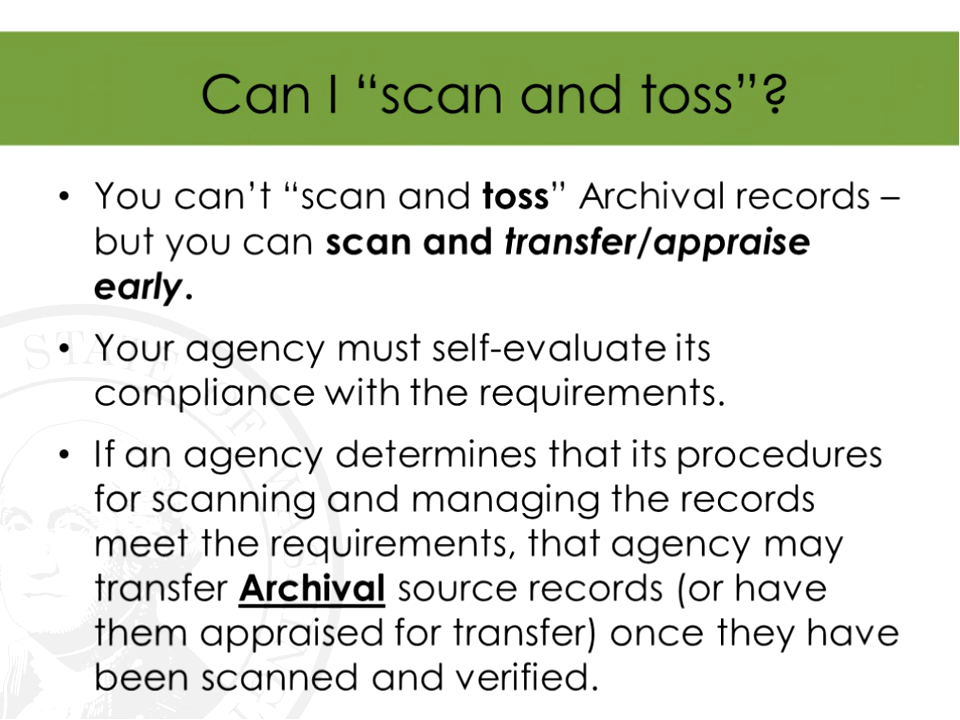 Can I “scan and toss”?
• You can’t “scan and toss” Archival records –
but you can scan and transfer/appraise
early.
• Your agency must self-evaluate its
compliance with the requirements.
• If an agency determines that its procedures
for scanning and managing the records
meet the requirements, that agency may
transfer Archival source records (or have
them appraised for transfer) once they have
been scanned and verified.
STATE OF WASH